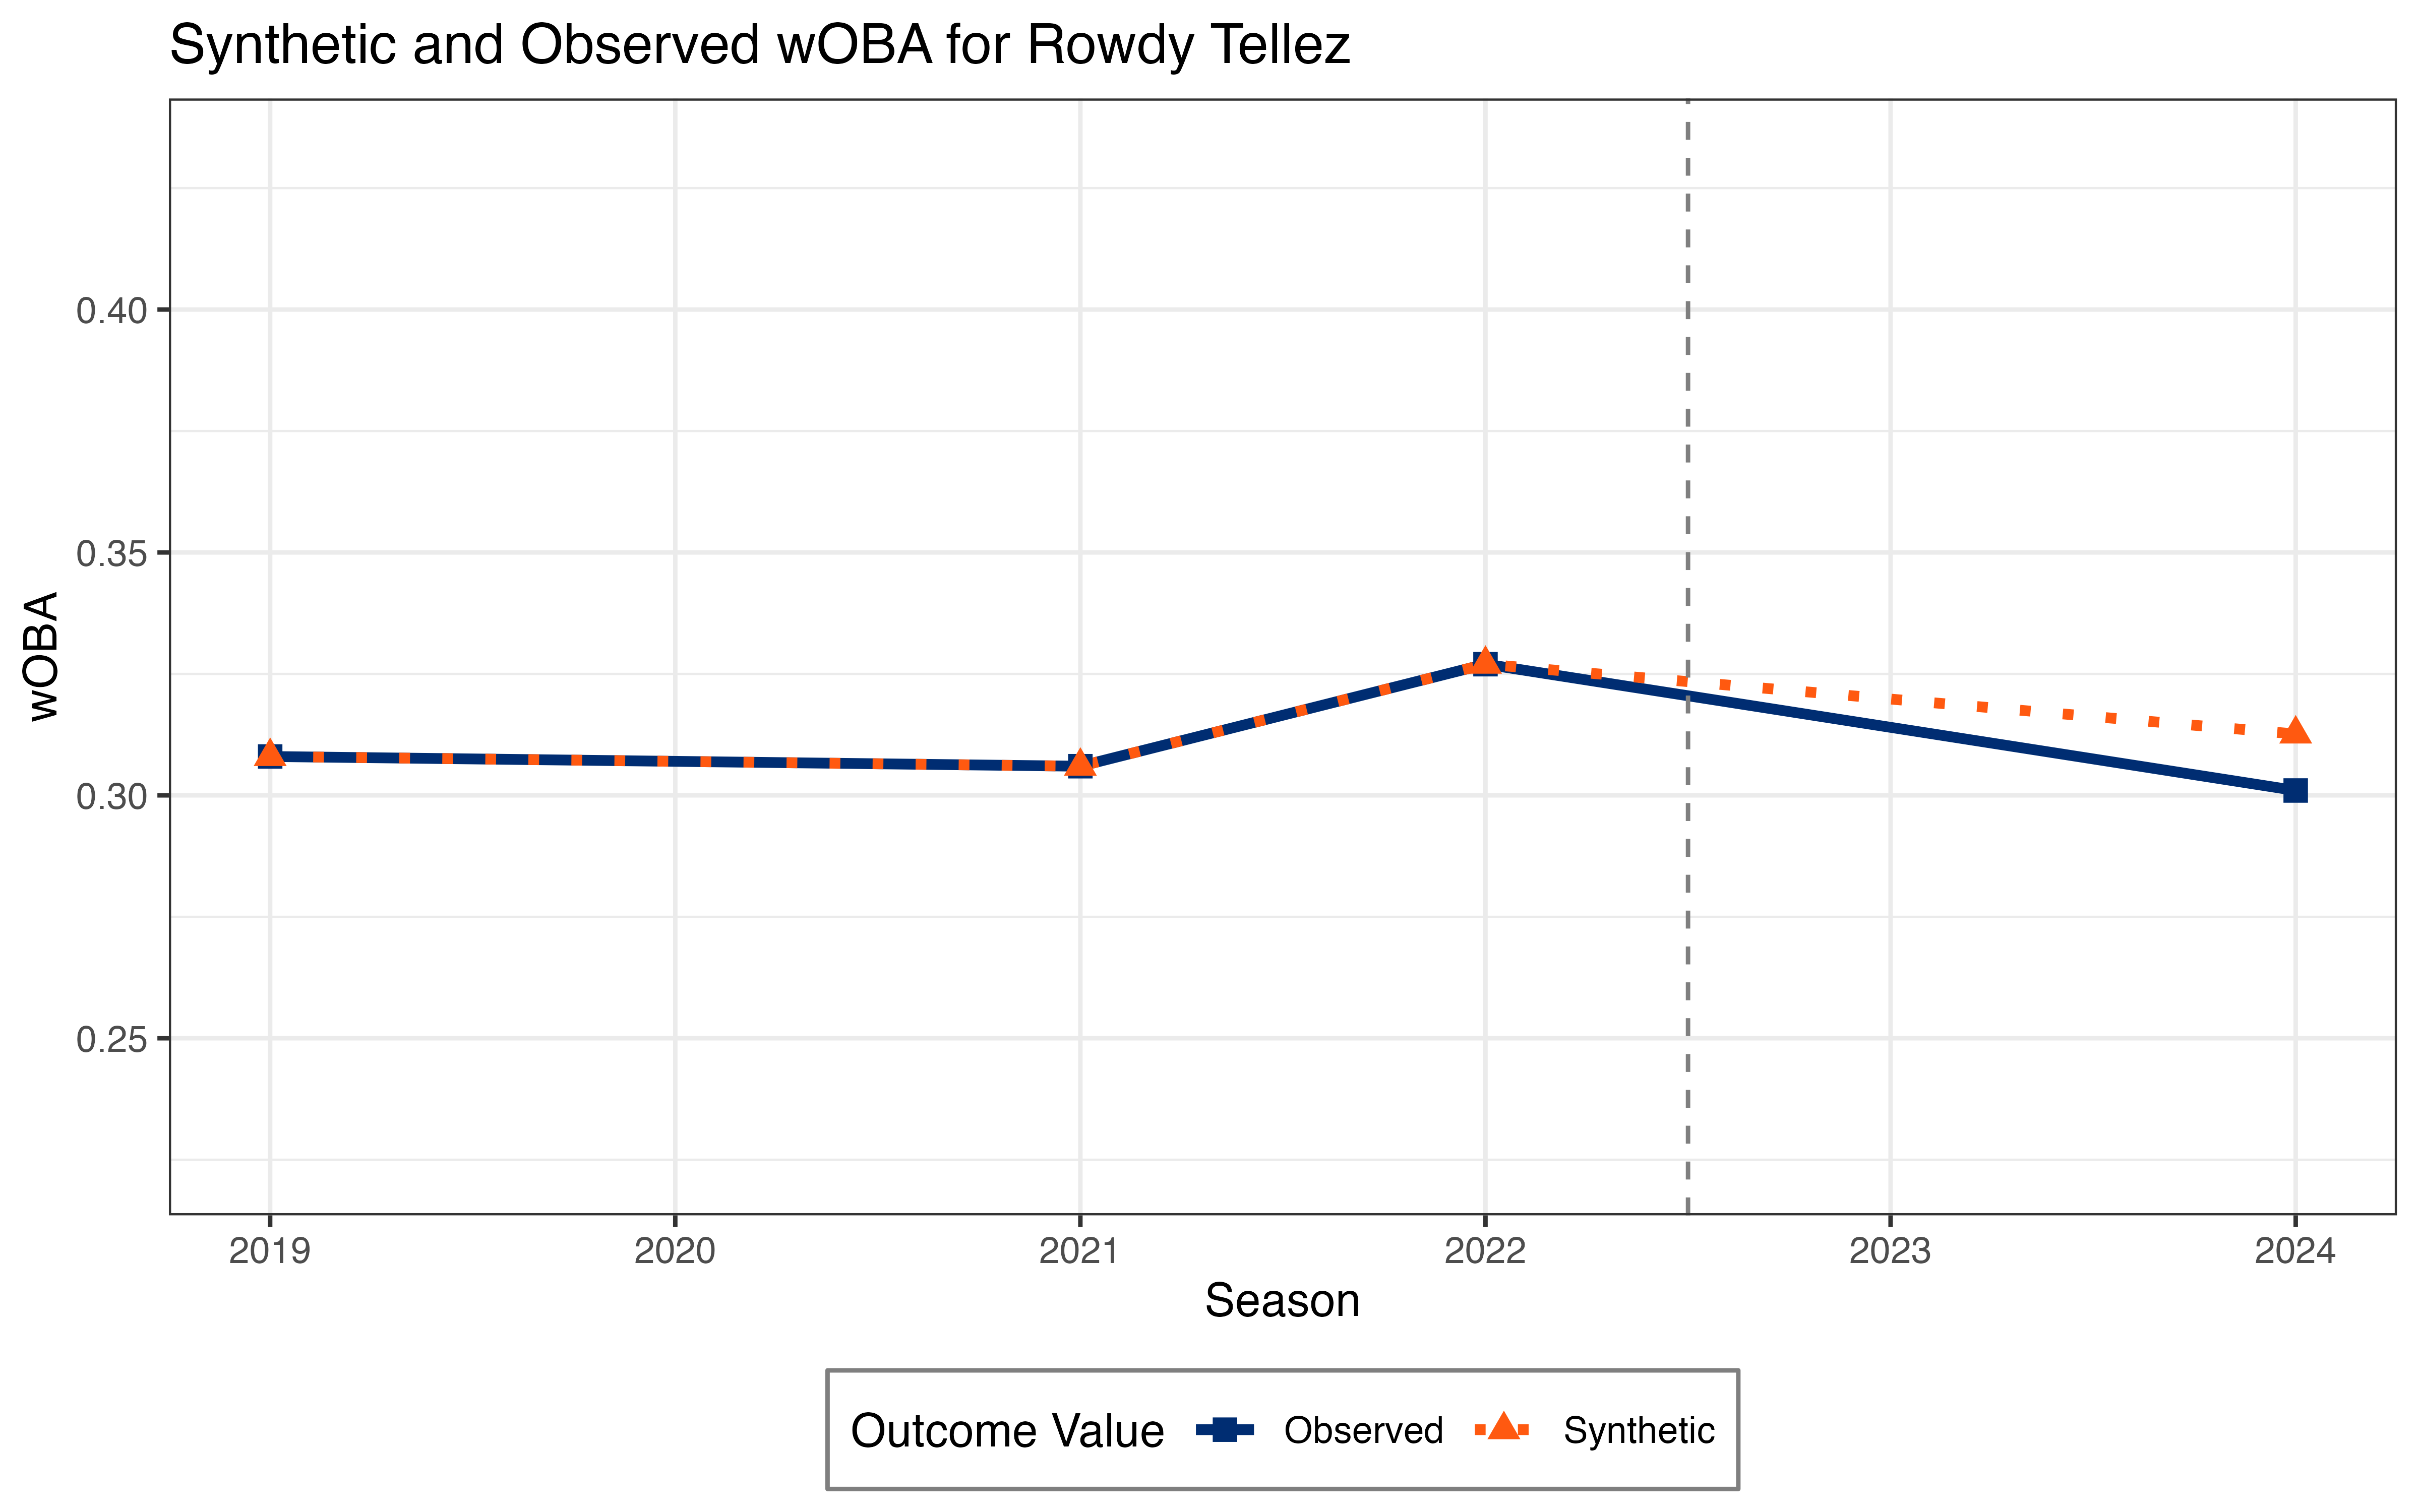 Synthetic and Observed wOBA for Rowdy Tellez
wOBA
0.40
0.35
0.30
0.25
2019 2020 2021 2022 2023 2024
Season
Outcome Value Observed Synthetic